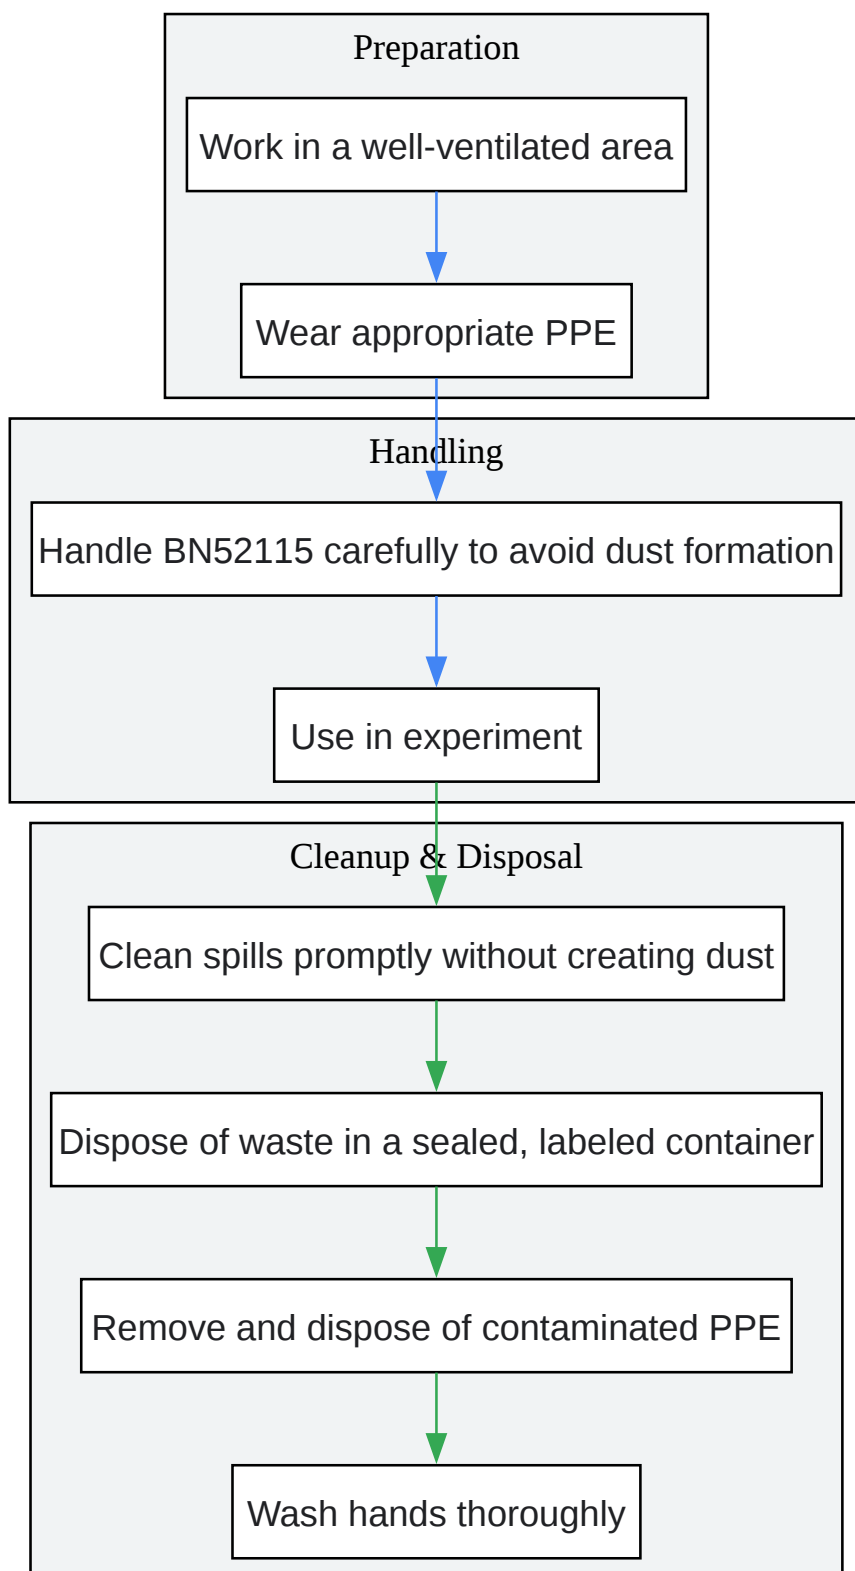 Preparation
Work in a well-ventilated area
Wear appropriate PPE
Handling
Handle BN52115 carefully to avoid dust formation
Use in experiment
Cleanup & Disposal
Clean spills promptly without creating dust
Dispose of waste in a sealed, labeled container
Remove and dispose of contaminated PPE
Wash hands thoroughly